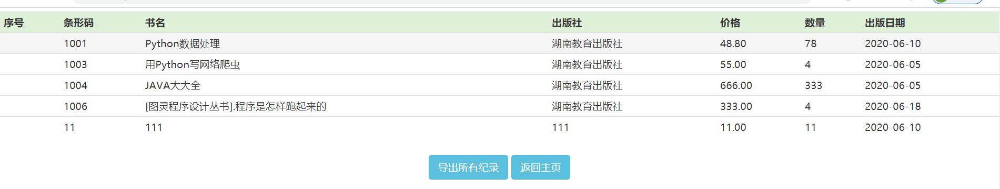 序号 条形码 书名 出版社 价格 数量 出版日期
1001 Python数据处理 湖南教育出版社 48.80 78 2020-06-10
1003 用Python写网络爬虫 湖南教育出版社 55.00 4 2020-06-05
1004 JAVA大大全 湖南教育出版社 666.00 333 2020-06-05
1006 [图灵程序设计丛书].程序是怎样跑起来的 湖南教育出版社 333.00 4 2020-06-18
11 111 111 11.00 11 2020-06-10
导出所有纪录 返回主页